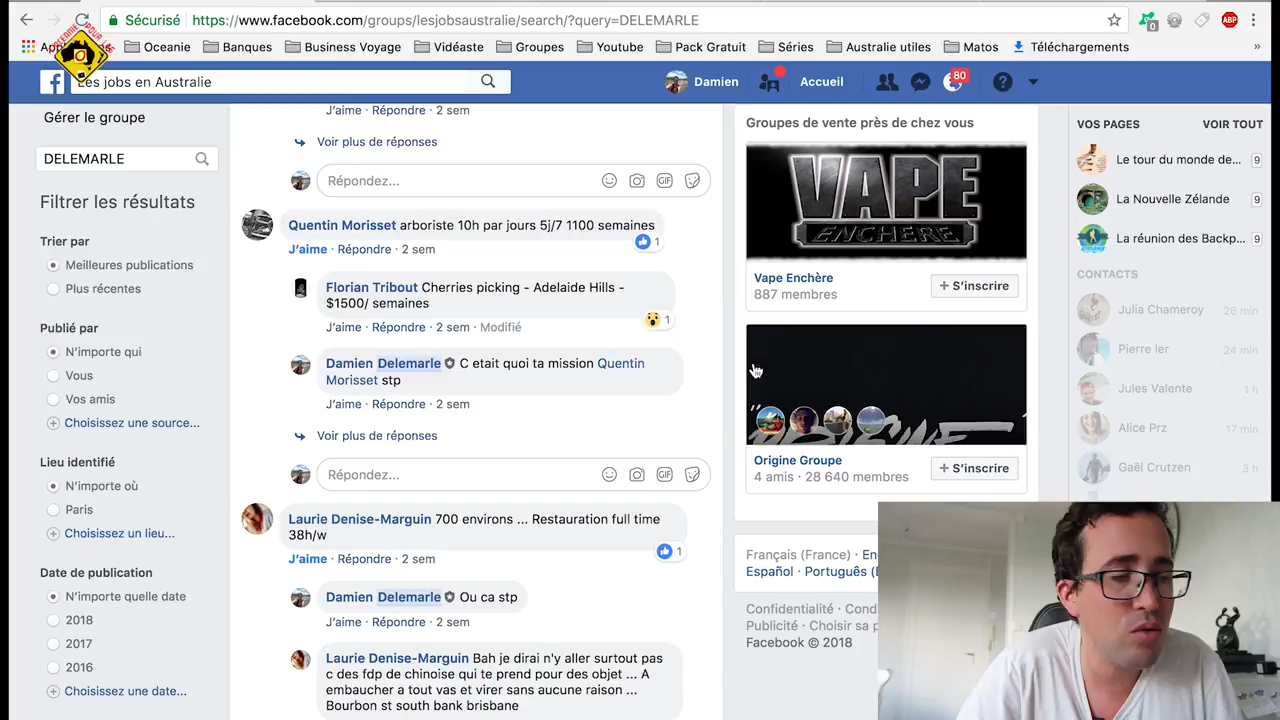 Sécurisé https://www.facebook.com/groups/lesjobsaustralie/search/?query=DELEMARLE
0
ABP
Oceanie Banques Business Voyage Vidéaste Groupes Youtube Pack Gratuit Séries Australie utiles Matos Téléchargements »
Les jobs en Australie
Damien Accueil 80
Gérer le groupe
DELEMARLE
Filtrer les résultats
Trier par
Meilleures publications
Plus récentes
Publié par
N'importe qui
Vous
Vos amis
Choisissez une source...
Lieu identifié
N'importe où
Paris
Choisissez un lieu...
Date de publication
N'importe quelle date
2018
2017
2016
Choisissez une date...
J'aime · Répondre · 2 sem
Voir plus de réponses
Répondez... GIF
Quentin Morisset arboriste 10h par jours 5j/7 1100 semaines
J'aime · Répondre · 2 sem 1
Florian Tribout Cherries picking - Adelaide Hills -
$1500/ semaines
J'aime · Répondre · 2 sem · Modifié 1
Damien Delemarle C etait quoi ta mission Quentin
Morisset stp
J'aime · Répondre · 2 sem
Voir plus de réponses
Répondez... GIF
Laurie Denise-Marguin 700 environs ... Restauration full time
38h/w
J'aime · Répondre · 2 sem 1
Damien Delemarle Ou ca stp
J'aime · Répondre · 2 sem
Laurie Denise-Marguin Bah je dirai n'y aller surtout pas
c des fdp de chinoise qui te prend pour des objet ... A
embaucher a tout vas et virer sans aucune raison ...
Bourbon st south bank brisbane
Groupes de vente près de chez vous
VAPE
ENCHERE
Vape Enchère
887 membres
+ S'inscrire
Origine Groupe
4 amis · 28 640 membres
+ S'inscrire
Français (France) ·
Español · Português
Confidentialité ·
Publicité · Choisir sa
Facebook © 2018
VOS PAGES VOIR TOUT
Le tour du monde de... 9
La Nouvelle Zélande 9
La réunion des Backp... 9
CONTACTS
Julia Chameroy 26 min
Pierre Ier 24 min
Jules Valente 1 h
Alice Prz 17 min
Gaël Crutzen 3 h